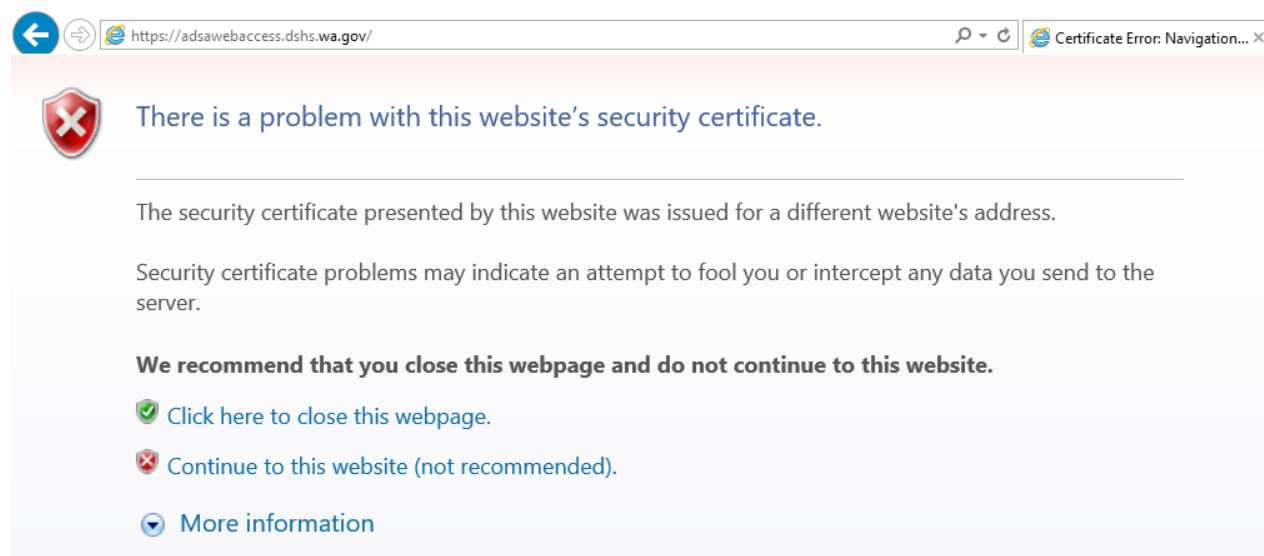 https://adsawebaccess.dshs.wa.gov/
Certificate Error: Navigation...
There is a problem with this website’s security certificate.
The security certificate presented by this website was issued for a different website's address.
Security certificate problems may indicate an attempt to fool you or intercept any data you send to the
server.
We recommend that you close this webpage and do not continue to this website.
Click here to close this webpage.
Continue to this website (not recommended).
More information